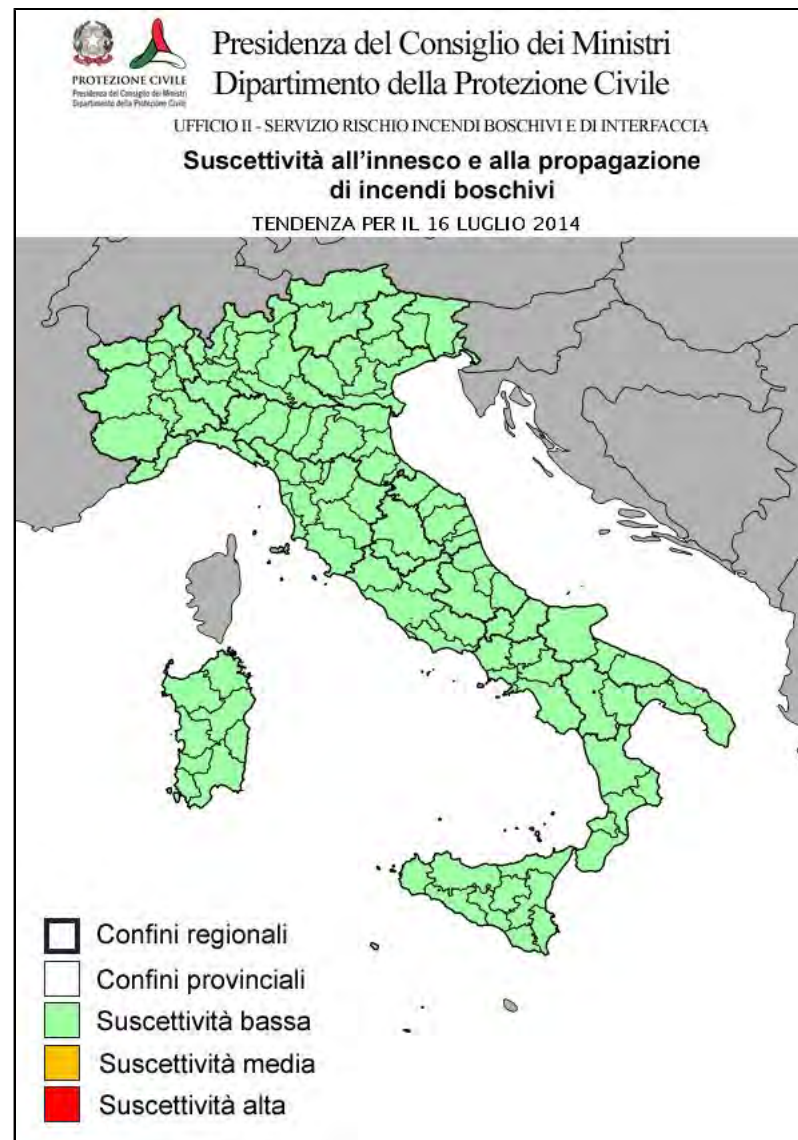 Presidenza del Consiglio dei Ministri
Dipartimento della Protezione Civile
PROTEZIONE CIVILE
Presidenza del Consiglio dei Ministri
Dipartimento della Protezione Civile
UFFICIO II - SERVIZIO RISCHIO INCENDI BOSCHIVI E DI INTERFACCIA
Suscettività all'innesco e alla propagazione
di incendi boschivi
TENDENZA PER IL 16 LUGLIO 2014
Confini regionali
Confini provinciali
Suscettività bassa
Suscettività media
Suscettività alta